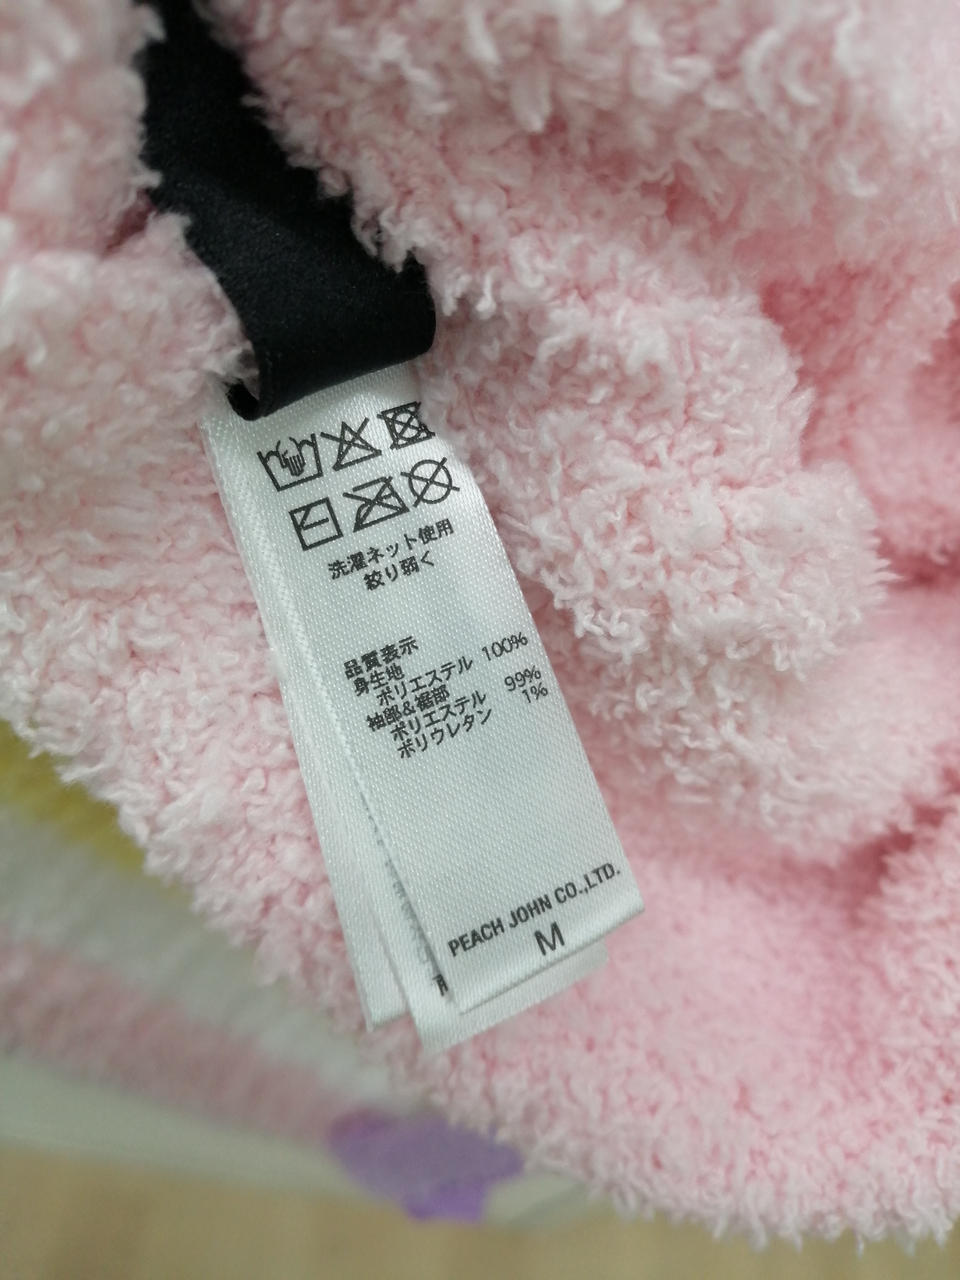 洗濯ネット使用
絞り弱く
品質表示
身生地
ポリエステル 100%
袖部&裾部
ポリエステル 99%
ポリウレタン 1%
PEACH JOHN CO.,LTD.
M